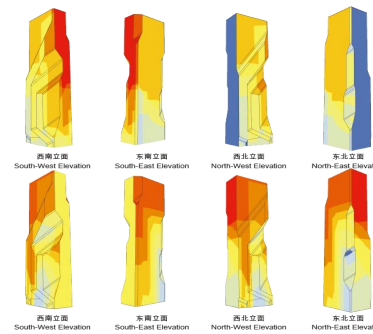 西南立面 东南立面 西北立面 东北立面
South-West Elevation South-East Elevation North-West Elevation North-East Eleva
西南立面 东南立面 西北立面 东北立面
South-West Elevation South-East Elevation North-West Elevation North-East Eleva